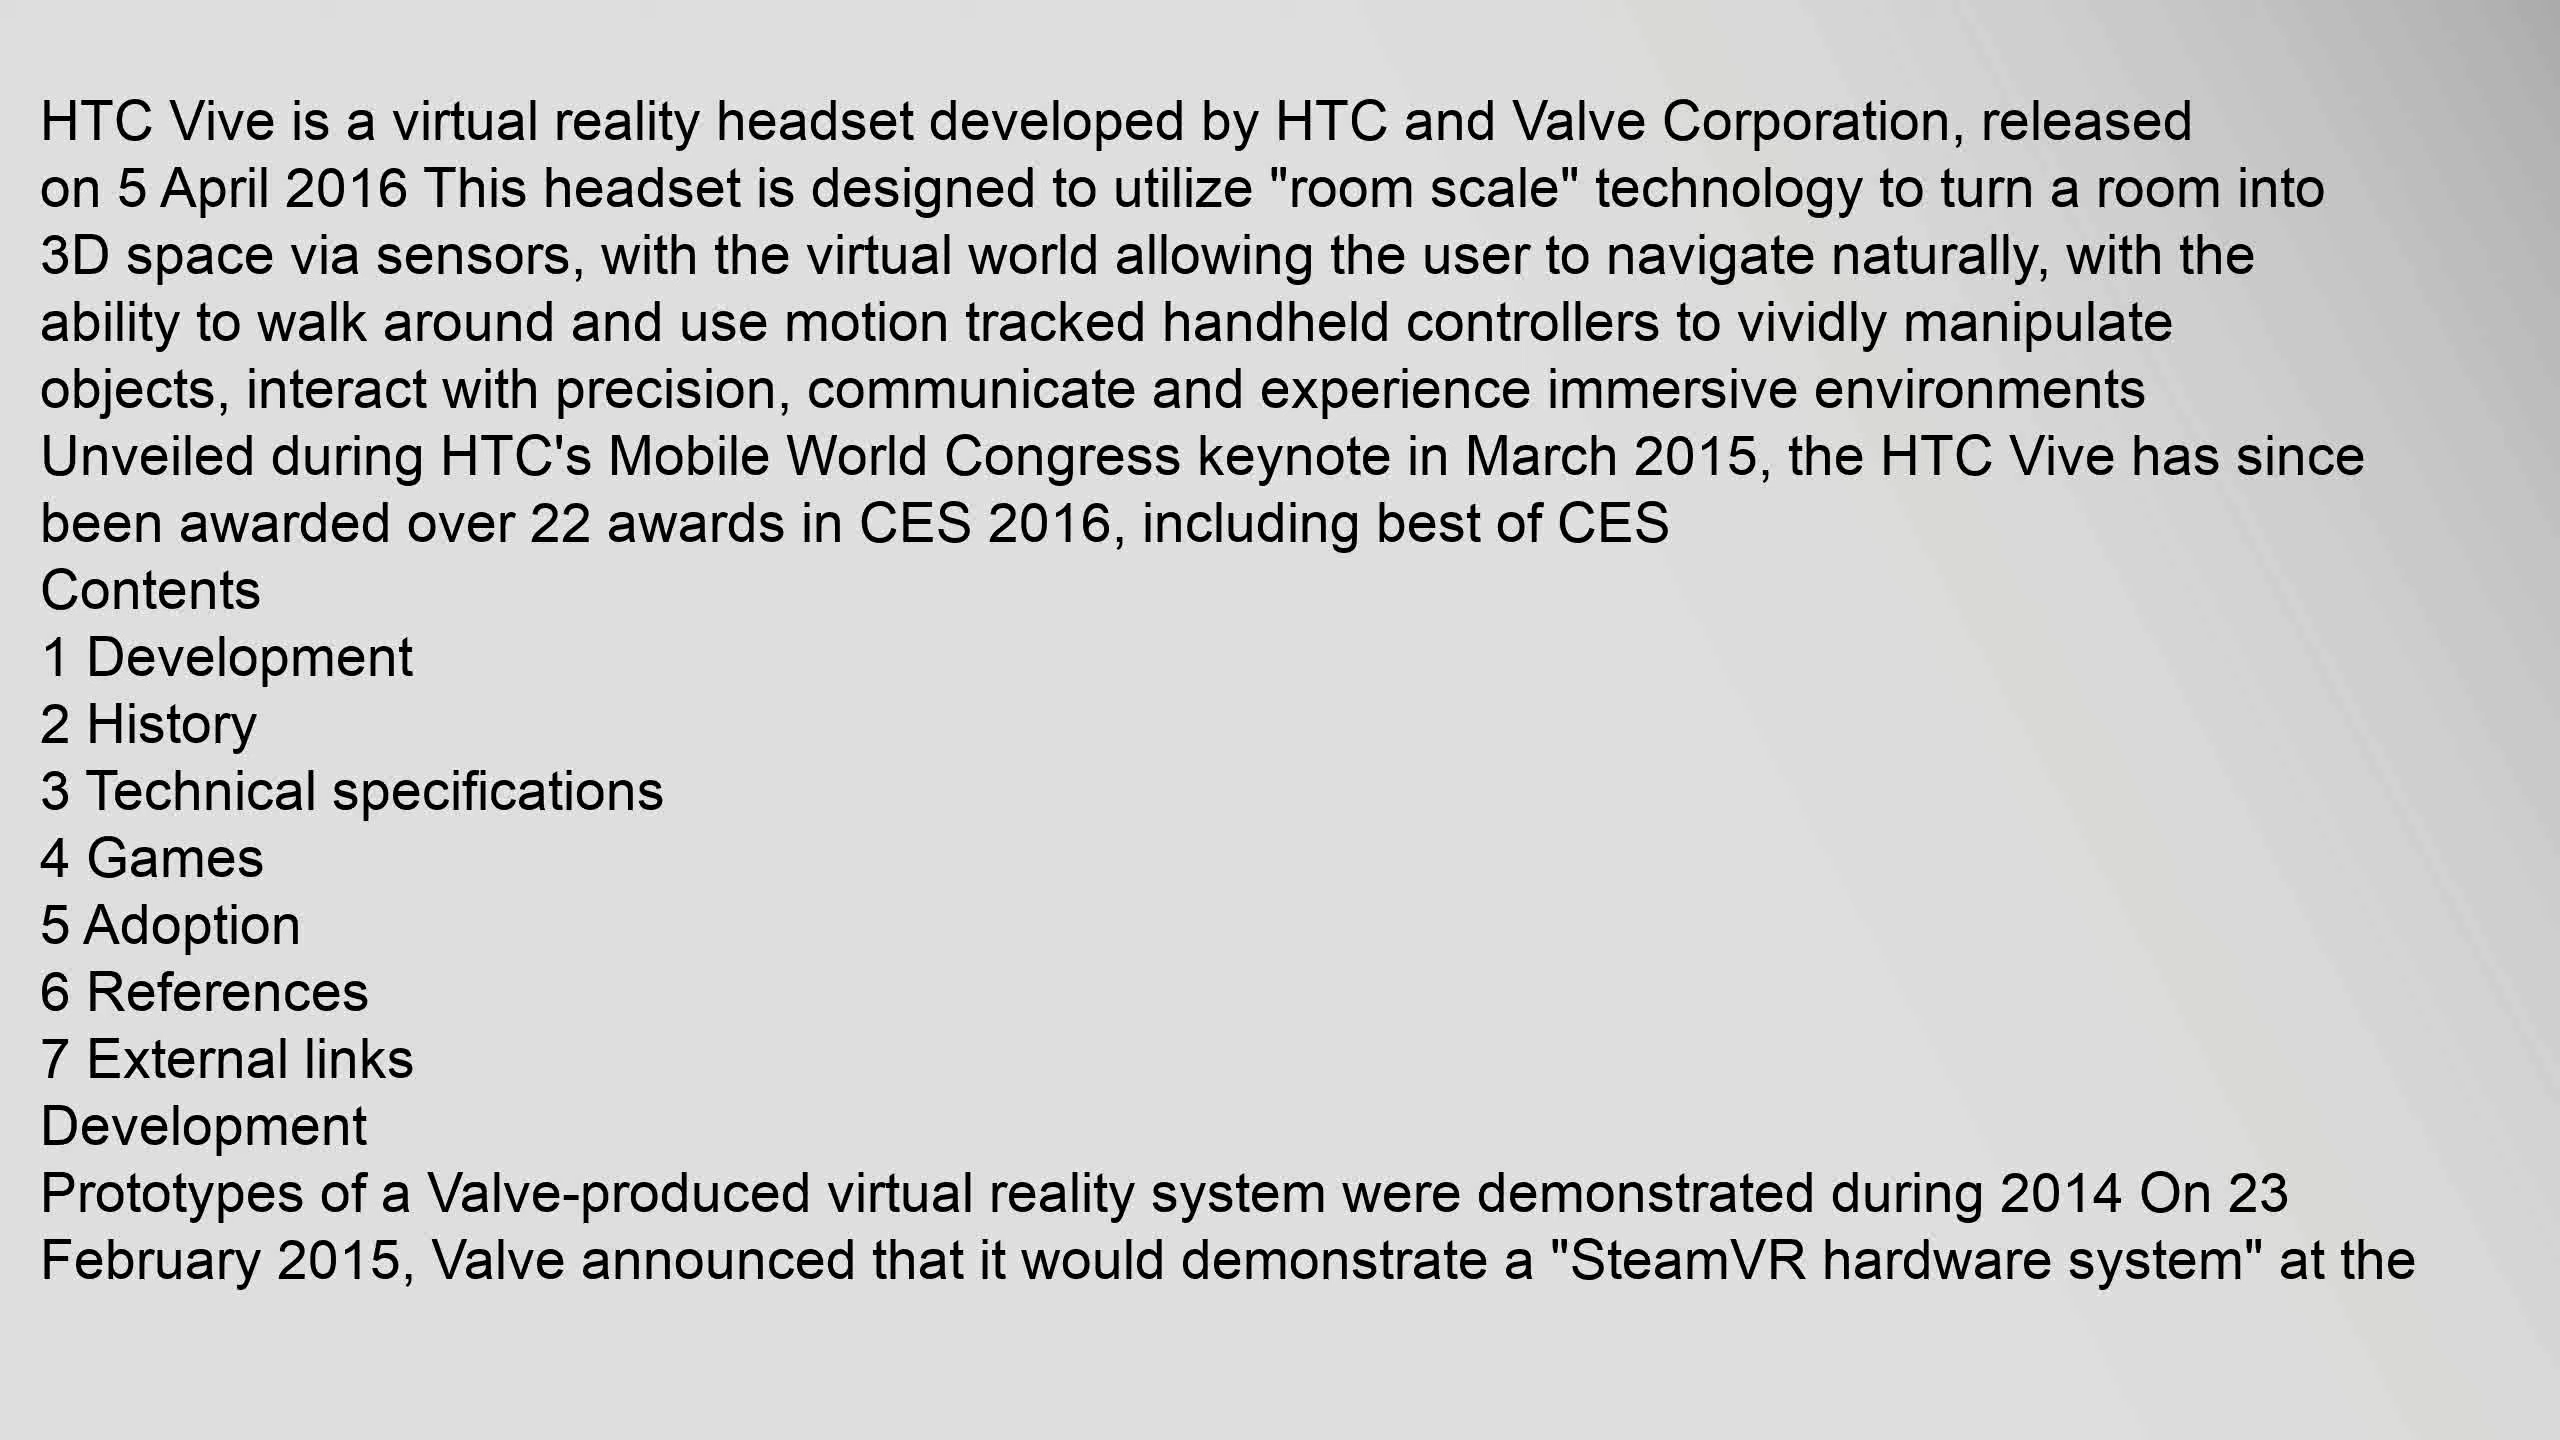 HTC Vive is a virtual reality headset developed by HTC and Valve Corporation, released
on 5 April 2016 This headset is designed to utilize "room scale" technology to turn a room into
3D space via sensors, with the virtual world allowing the user to navigate naturally, with the
ability to walk around and use motion tracked handheld controllers to vividly manipulate
objects, interact with precision, communicate and experience immersive environments
Unveiled during HTC's Mobile World Congress keynote in March 2015, the HTC Vive has since
been awarded over 22 awards in CES 2016, including best of CES
Contents
1 Development
2 History
3 Technical specifications
4 Games
5 Adoption
6 References
7 External links
Development
Prototypes of a Valve-produced virtual reality system were demonstrated during 2014 On 23
February 2015, Valve announced that it would demonstrate a "SteamVR hardware system" at the